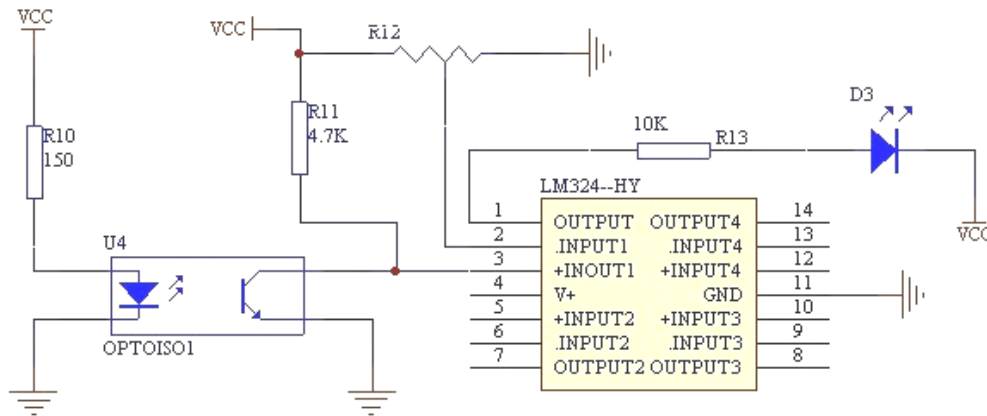 VCC
VCC
R12
R10
150
R11
4.7K
10K
R13
D3
VCC
U4
OPTOISO1
LM324--HY
1 OUTPUT OUTPUT4 14
2 .INPUT1 .INPUT4 13
3 +INOUT1 +INPUT4 12
4 V+ GND 11
5 +INPUT2 +INPUT3 10
6 .INPUT2 .INPUT3 9
7 OUTPUT2 OUTPUT3 8